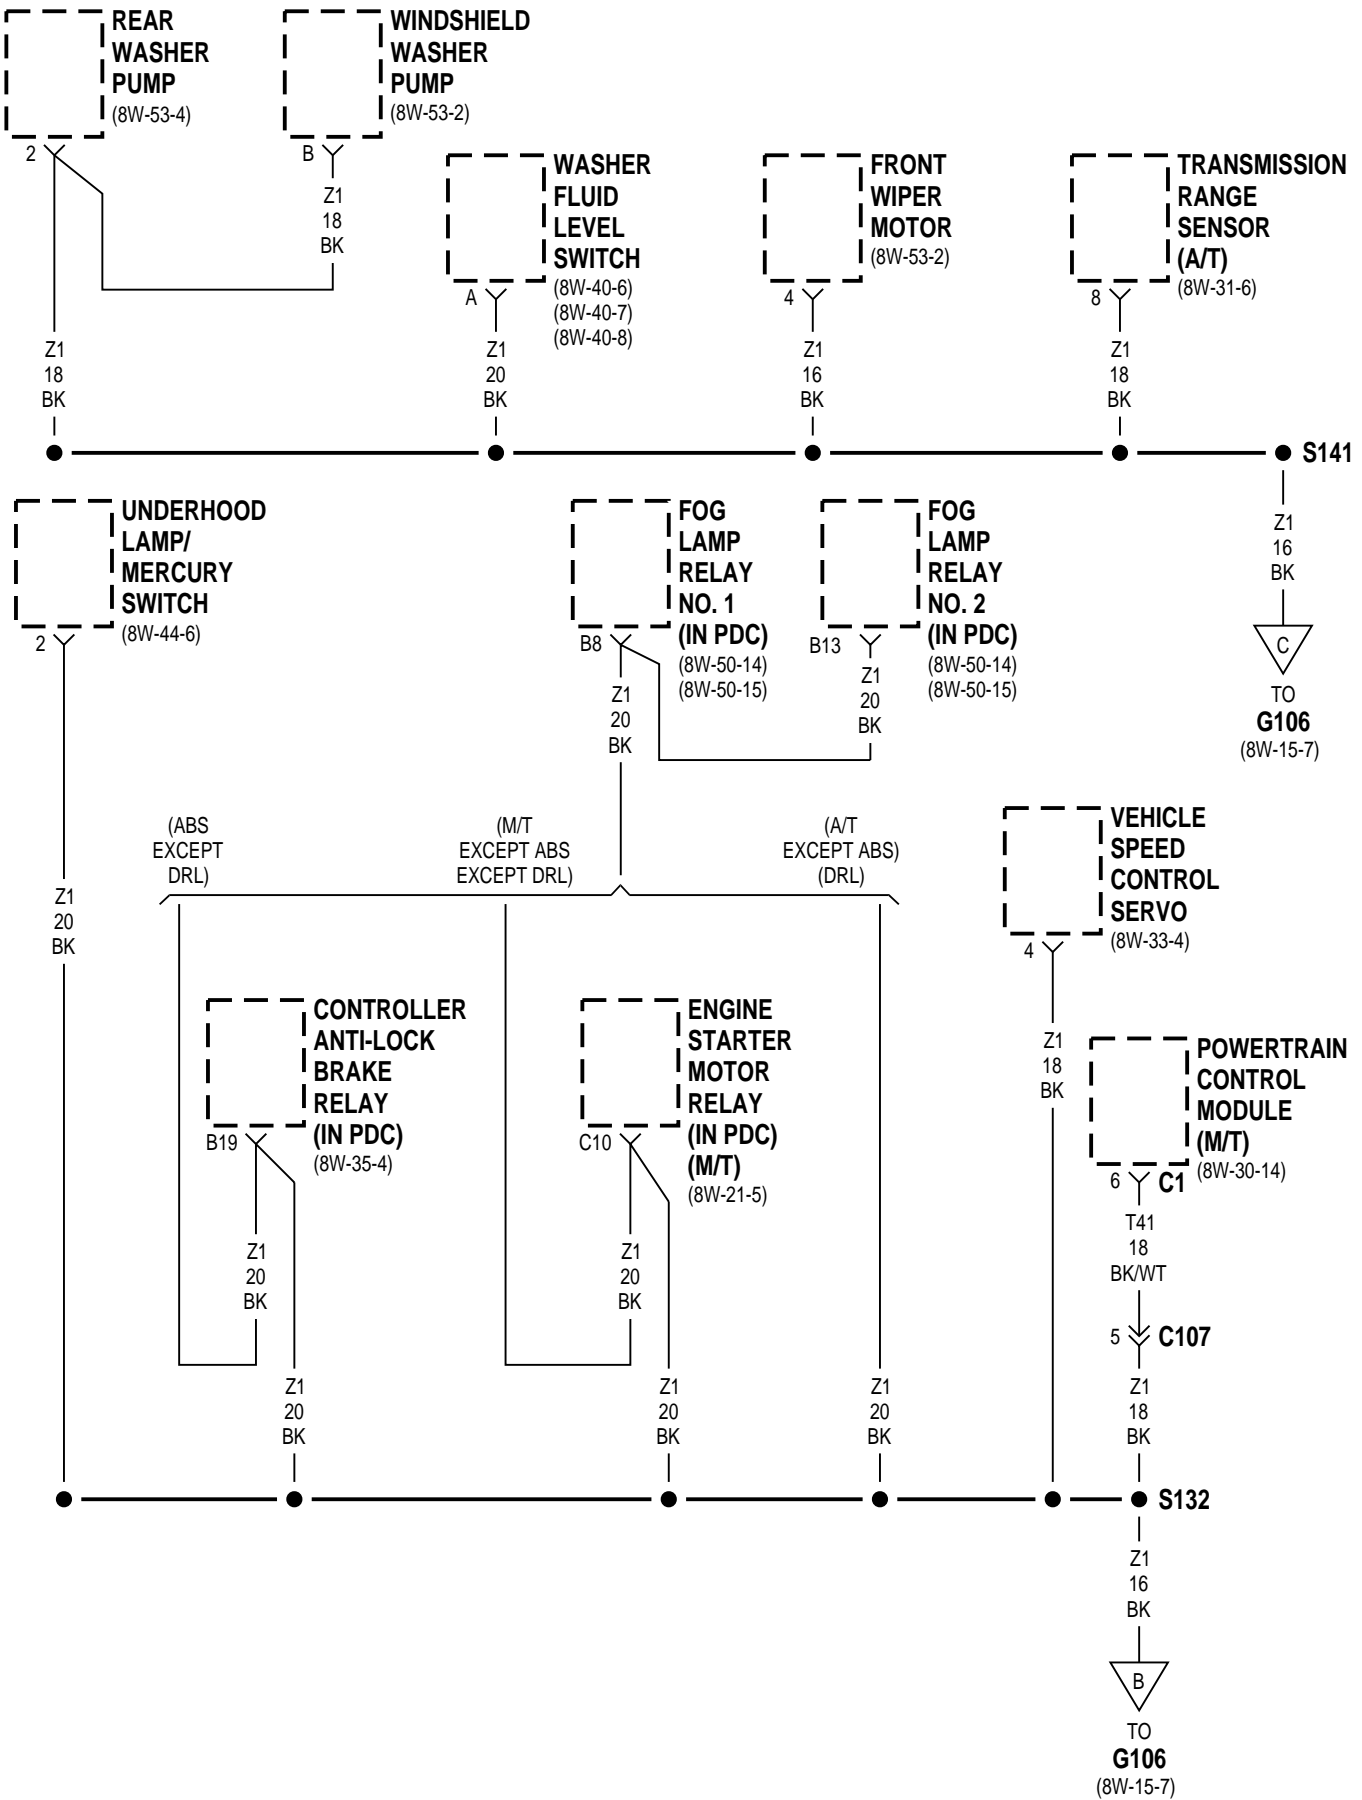 REAR
WASHER
PUMP
(8W-53-4)
2
WINDSHIELD
WASHER
PUMP
(8W-53-2)
B
Z1
18
BK
WASHER
FLUID
LEVEL
SWITCH
(8W-40-6)
(8W-40-7)
(8W-40-8)
A
FRONT
WIPER
MOTOR
(8W-53-2)
4
TRANSMISSION
RANGE
SENSOR
(A/T)
(8W-31-6)
8
Z1
18
BK
Z1
20
BK
Z1
16
BK
Z1
18
BK
S141
Z1
16
BK
C
TO
G106
(8W-15-7)
UNDERHOOD
LAMP/
MERCURY
SWITCH
(8W-44-6)
2
FOG
LAMP
RELAY
NO. 1
(IN PDC)
(8W-50-14)
(8W-50-15)
B8
Z1
20
BK
FOG
LAMP
RELAY
NO. 2
(IN PDC)
(8W-50-14)
(8W-50-15)
B13
Z1
20
BK
(ABS
EXCEPT
DRL)
(M/T
EXCEPT ABS
EXCEPT DRL)
(A/T
EXCEPT ABS)
(DRL)
Z1
20
BK
VEHICLE
SPEED
CONTROL
SERVO
(8W-33-4)
4
Z1
18
BK
CONTROLLER
ANTI-LOCK
BRAKE
RELAY
(IN PDC)
(8W-35-4)
B19
Z1
20
BK
ENGINE
STARTER
MOTOR
RELAY
(IN PDC)
(M/T)
(8W-21-5)
C10
Z1
20
BK
POWERTRAIN
CONTROL
MODULE
(M/T)
(8W-30-14)
6
C1
T41
18
BK/WT
5
C107
Z1
20
BK
Z1
20
BK
Z1
20
BK
Z1
18
BK
S132
Z1
16
BK
B
TO
G106
(8W-15-7)